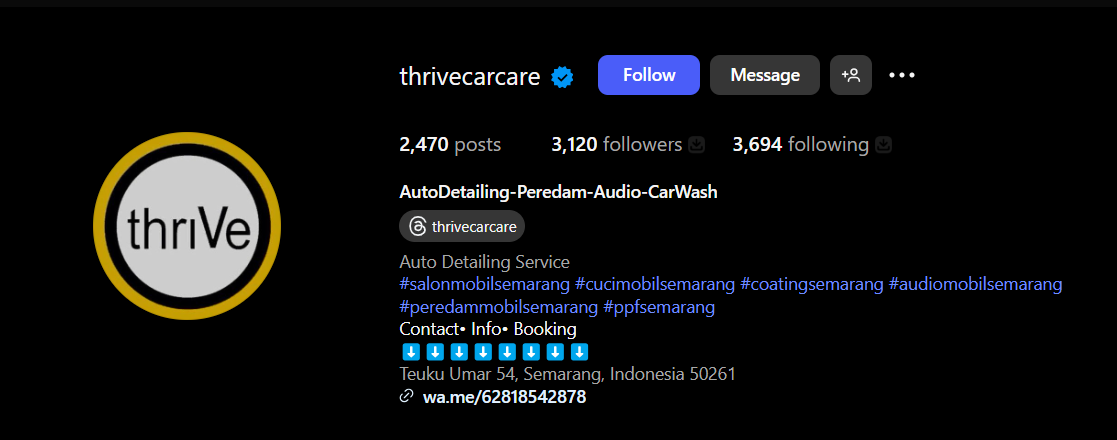 thrivecarcare Follow Message
2,470 posts 3,120 followers 3,694 following
thriVe
AutoDetailing-Peredam-Audio-CarWash
thrivecarcare
Auto Detailing Service
#salonmobilsemarang #cucimobilsemarang #coatingsemarang #audiomobilsemarang
#peredammobilsemarang #ppfsemarang
Contact• Info• Booking
⬇⬇⬇⬇⬇⬇⬇⬇
Teuku Umar 54, Semarang, Indonesia 50261
wa.me/62818542878